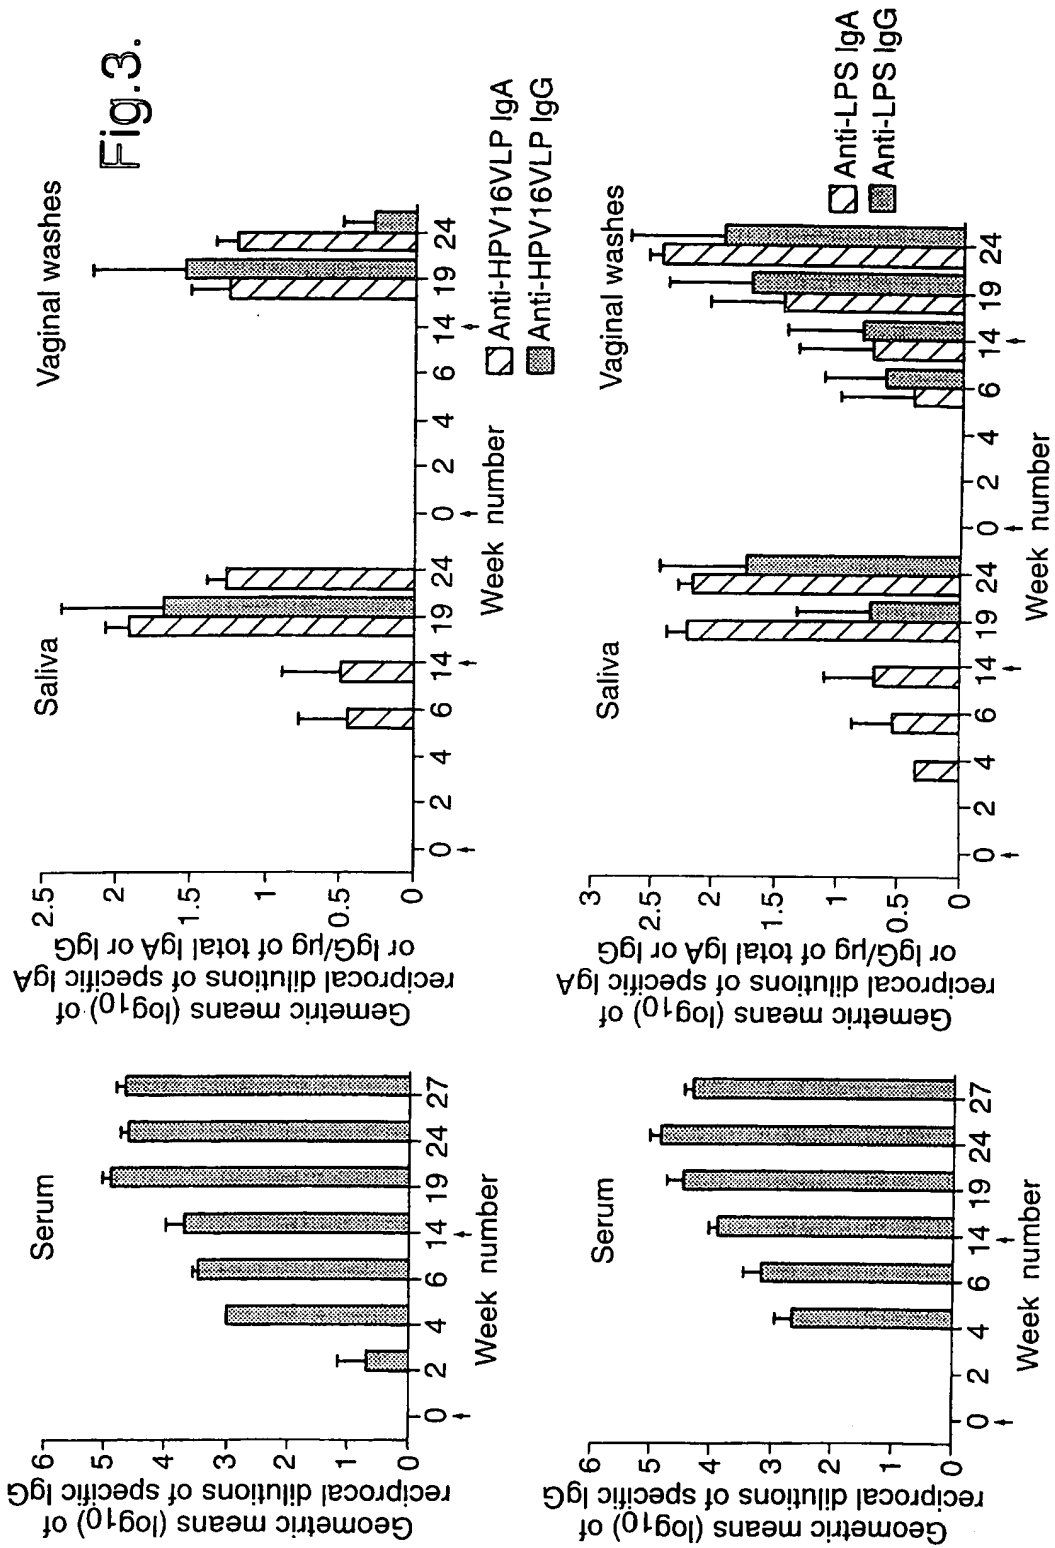 Fig.3.
Geometric means (log10) of
reciprocal dilutions of specific IgG
6
5
4
3
2
1
0
Serum
0 2 4 6 14 19 24 27
Week number
Gemetric means (log10) of
reciprocal dilutions of specific IgA
or IgG/µg of total IgA or IgG
2.5
2
1.5
1
0.5
0
Saliva
0 2 4 6 14 19 24
Vaginal washes
0 2 4 6 14 19 24
Week number
Anti-HPV16VLP IgA
Anti-HPV16VLP IgG
Geometric means (log10) of
reciprocal dilutions of specific IgG
6
5
4
3
2
1
0
Serum
0 2 4 6 14 19 24 27
Week number
Gemetric means (log10) of
reciprocal dilutions of specific IgA
or IgG/µg of total IgA or IgG
3
2.5
2
1.5
1
0.5
0
Saliva
0 2 4 6 14 19 24
Vaginal washes
0 2 4 6 14 19 24
Week number
Anti-LPS IgA
Anti-LPS IgG